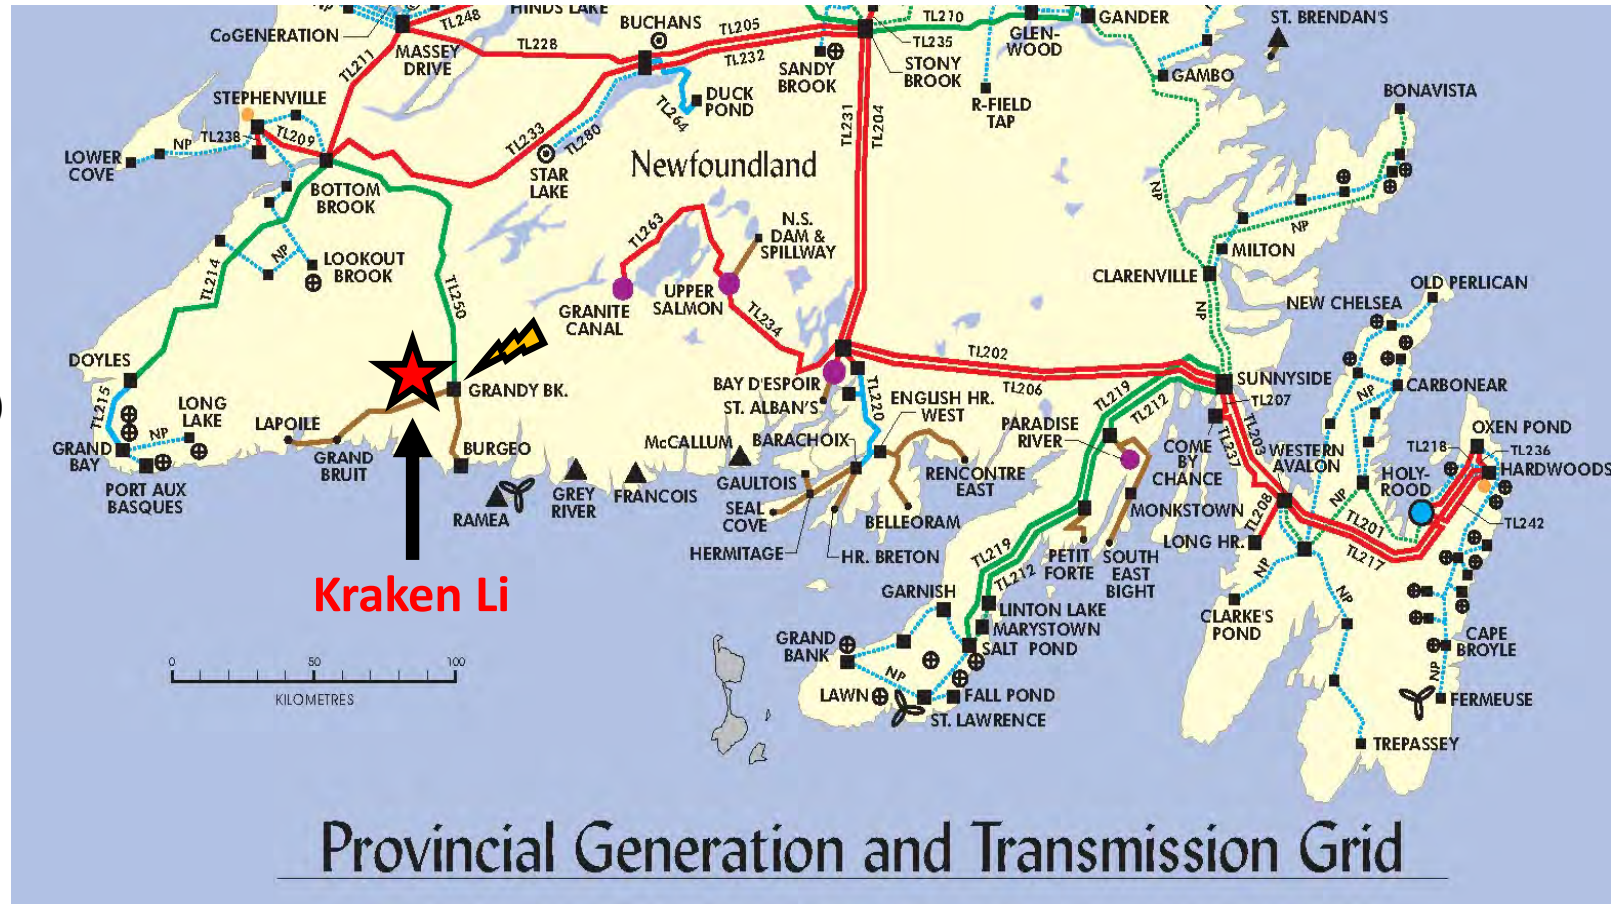 NP
TL248
HINDS LAKE
CoGENERATION
MASSEY
DRIVE
TL228
BUCHANS
TL205
TL232
TL210
TL235
STONY
BROOK
SANDY
BROOK
GLEN-
WOOD
GANDER
R-FIELD
TAP
GAMBO
ST. BRENDAN'S
BONAVISTA
TL211
STEPHENVILLE
TL238
TL209
NP
LOWER
COVE
BOTTOM
BROOK
TL233
TL280
STAR
LAKE
TL264
DUCK
POND
TL231
TL204
Newfoundland
NP
NP
MILTON
CLARENVILLE
NP
LOOKOUT
BROOK
NP
TL214
TL250
TL263
N.S.
DAM &
SPILLWAY
GRANITE
CANAL
UPPER
SALMON
TL234
OLD PERLICAN
NEW CHELSEA
DOYLES
TL215
LONG
LAKE
NP
GRAND
BAY
PORT AUX
BASQUES
LAPOILE
GRAND
BRUIT
GRANDY BK.
BURGEO
RAMEA
GREY
RIVER
FRANCOIS
McCALLUM
BAY D'ESPOIR
ST. ALBAN'S
TL220
TL202
TL206
ENGLISH HR.
WEST
BARACHOIX
GAULTOIS
SEAL
COVE
HERMITAGE
HR. BRETON
BELLEORAM
RENCONTRE
EAST
PARADISE
RIVER
TL219
TL212
SUNNYSIDE
TL207
TL203
TL237
COME
BY
CHANCE
WESTERN
AVALON
NP
CARBONEAR
OXEN POND
TL218
TL236
HARDWOODS
HOLY-
ROOD
TL242
MONKSTOWN
LONG HR.
TL208
NP
TL201
TL217
PETIT
FORTE
SOUTH
EAST
BIGHT
TL219
TL212
GARNISH
LINTON LAKE
MARYSTOWN
SALT POND
GRAND
BANK
NP
LAWN
FALL POND
ST. LAWRENCE
NP
CLARKE'S
POND
NP
CAPE
BROYLE
NP
FERMEUSE
TREPASSEY
Kraken Li
0 50 100
KILOMETRES
Provincial Generation and Transmission Grid